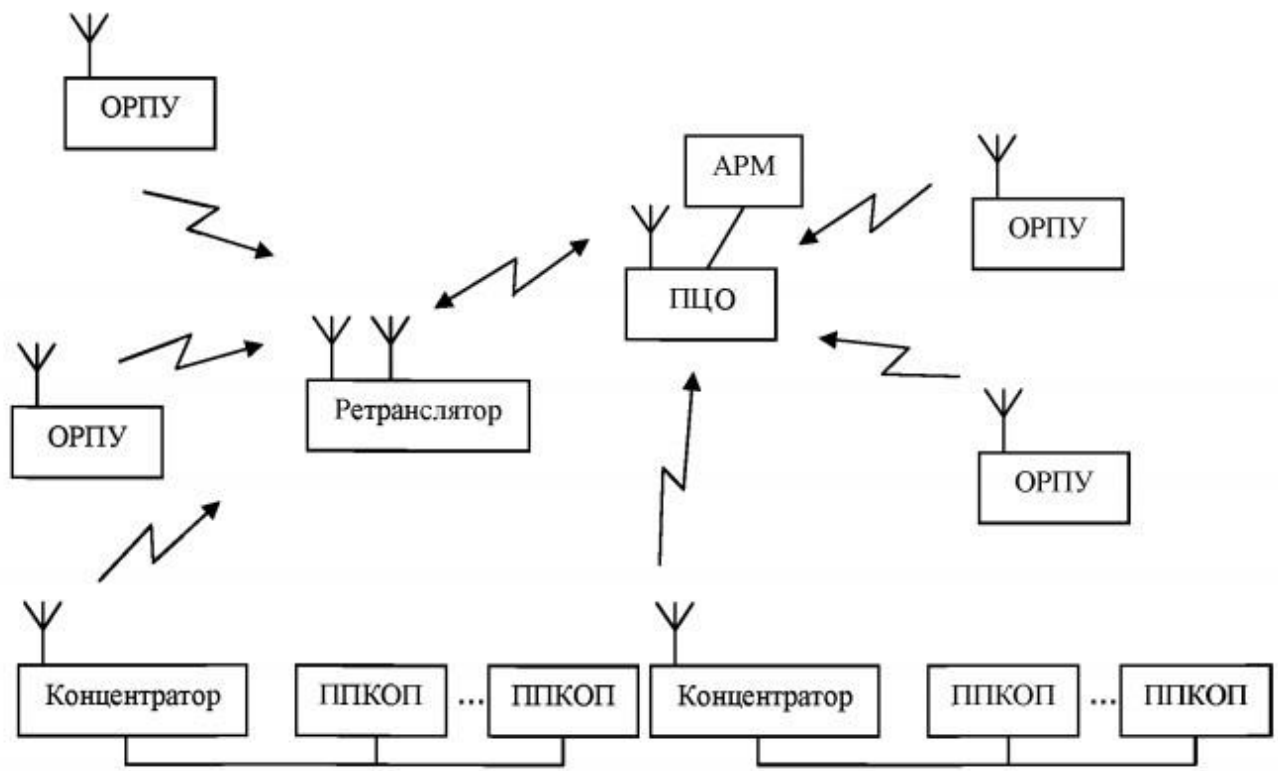 ОРПУ
АРМ
ОРПУ
ПЦО
Ретранслятор
ОРПУ
ОРПУ
Концентратор
ППКОП
...
ППКОП
Концентратор
ППКОП
...
ППКОП